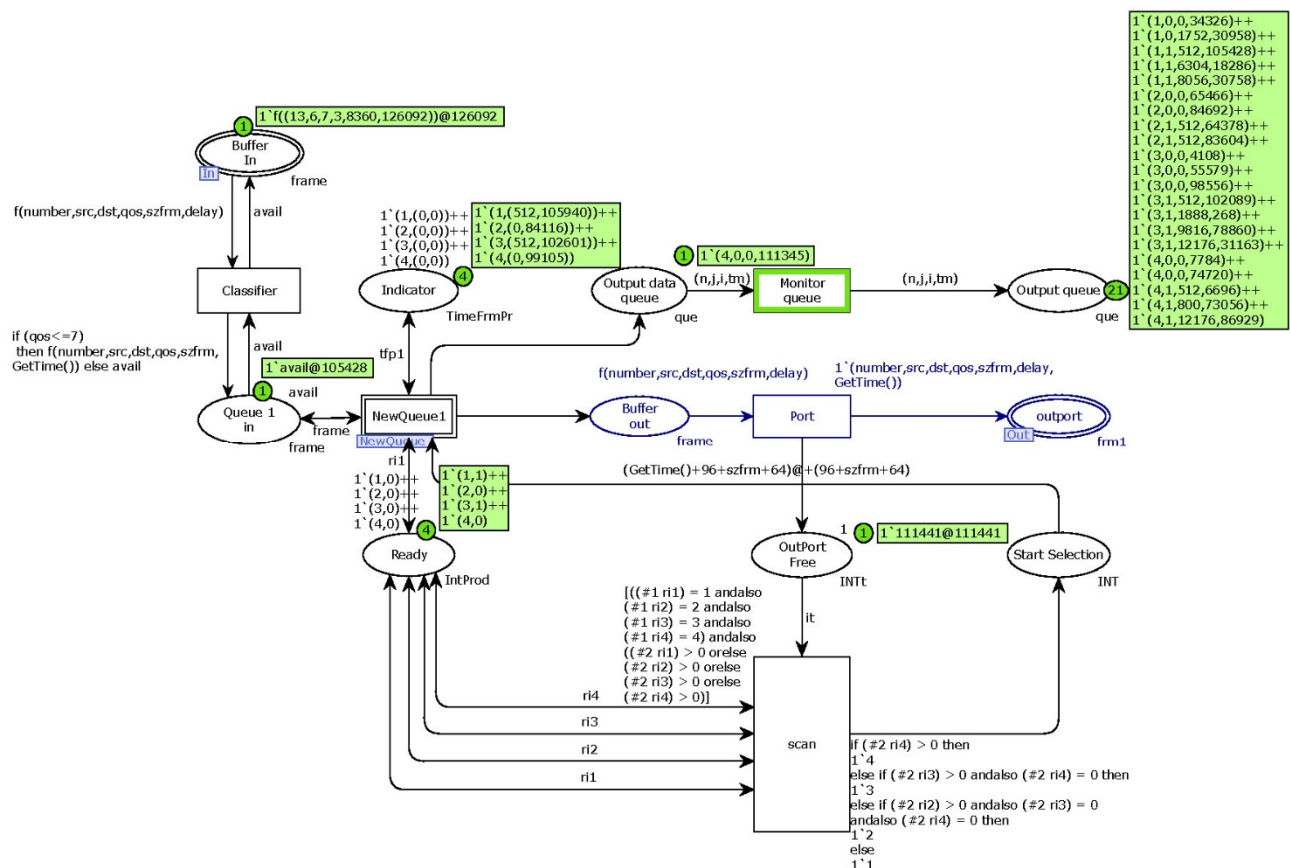 1`(1,0,0,34326)++
1`(1,0,1752,30958)++
1`(1,1,512,105428)++
1`(1,1,6304,18286)++
1`(1,1,8056,30758)++
1`(2,0,0,65466)++
1`(2,0,0,84692)++
1`(2,1,512,64378)++
1`(2,1,512,83604)++
1`(3,0,0,4108)++
1`(3,0,0,55579)++
1`(3,0,0,98556)++
1`(3,1,512,102089)++
1`(3,1,1888,268)++
1`(3,1,9816,78860)++
1`(3,1,12176,31163)++
1`(4,0,0,7784)++
1`(4,0,0,74720)++
1`(4,1,512,6696)++
1`(4,1,800,73056)++
1`(4,1,12176,86929)
1
1`f((13,6,7,3,8360,126092))@126092
Buffer
In
In
frame
f(number,src,dst,qos,szfrm,delay)
avail
Classifier
if (qos<=7)
then f(number,src,dst,qos,szfrm,
GetTime()) else avail
avail
1`avail@105428
1
avail
Queue 1
in
frame
frame
1`(1,(0,0))++
1`(2,(0,0))++
1`(3,(0,0))++
1`(4,(0,0))
1`(1,(512,105940))++
1`(2,(0,84116))++
1`(3,(512,102601))++
1`(4,(0,99105))
4
Indicator
TimeFrmPr
tfp1
1
1`(4,0,0,111345)
Output data
queue
que
(n,j,i,tm)
Monitor
queue
(n,j,i,tm)
Output queue
21
que
NewQueue1
NewQueue
f(number,src,dst,qos,szfrm,delay)
Buffer
out
frame
Port
1`(number,src,dst,qos,szfrm,delay,
GetTime())
outport
Out
frm1
ri1
1`(1,0)++
1`(2,0)++
1`(3,0)++
1`(4,0)
1`(1,1)++
1`(2,0)++
1`(3,1)++
1`(4,0)
4
Ready
IntProd
(GetTime()+96+szfrm+64)@+(96+szfrm+64)
1
1
1`111441@111441
OutPort
Free
INTt
Start Selection
INT
it
[((#1 ri1) = 1 andalso
(#1 ri2) = 2 andalso
(#1 ri3) = 3 andalso
(#1 ri4) = 4) andalso
((#2 ri1) > 0 orelse
(#2 ri2) > 0 orelse
(#2 ri3) > 0 orelse
(#2 ri4) > 0)]
ri4
ri3
ri2
ri1
scan
if (#2 ri4) > 0 then
1`4
else if (#2 ri3) > 0 andalso (#2 ri4) = 0 then
1`3
else if (#2 ri2) > 0 andalso (#2 ri3) = 0
andalso (#2 ri4) = 0 then
1`2
else
1`1